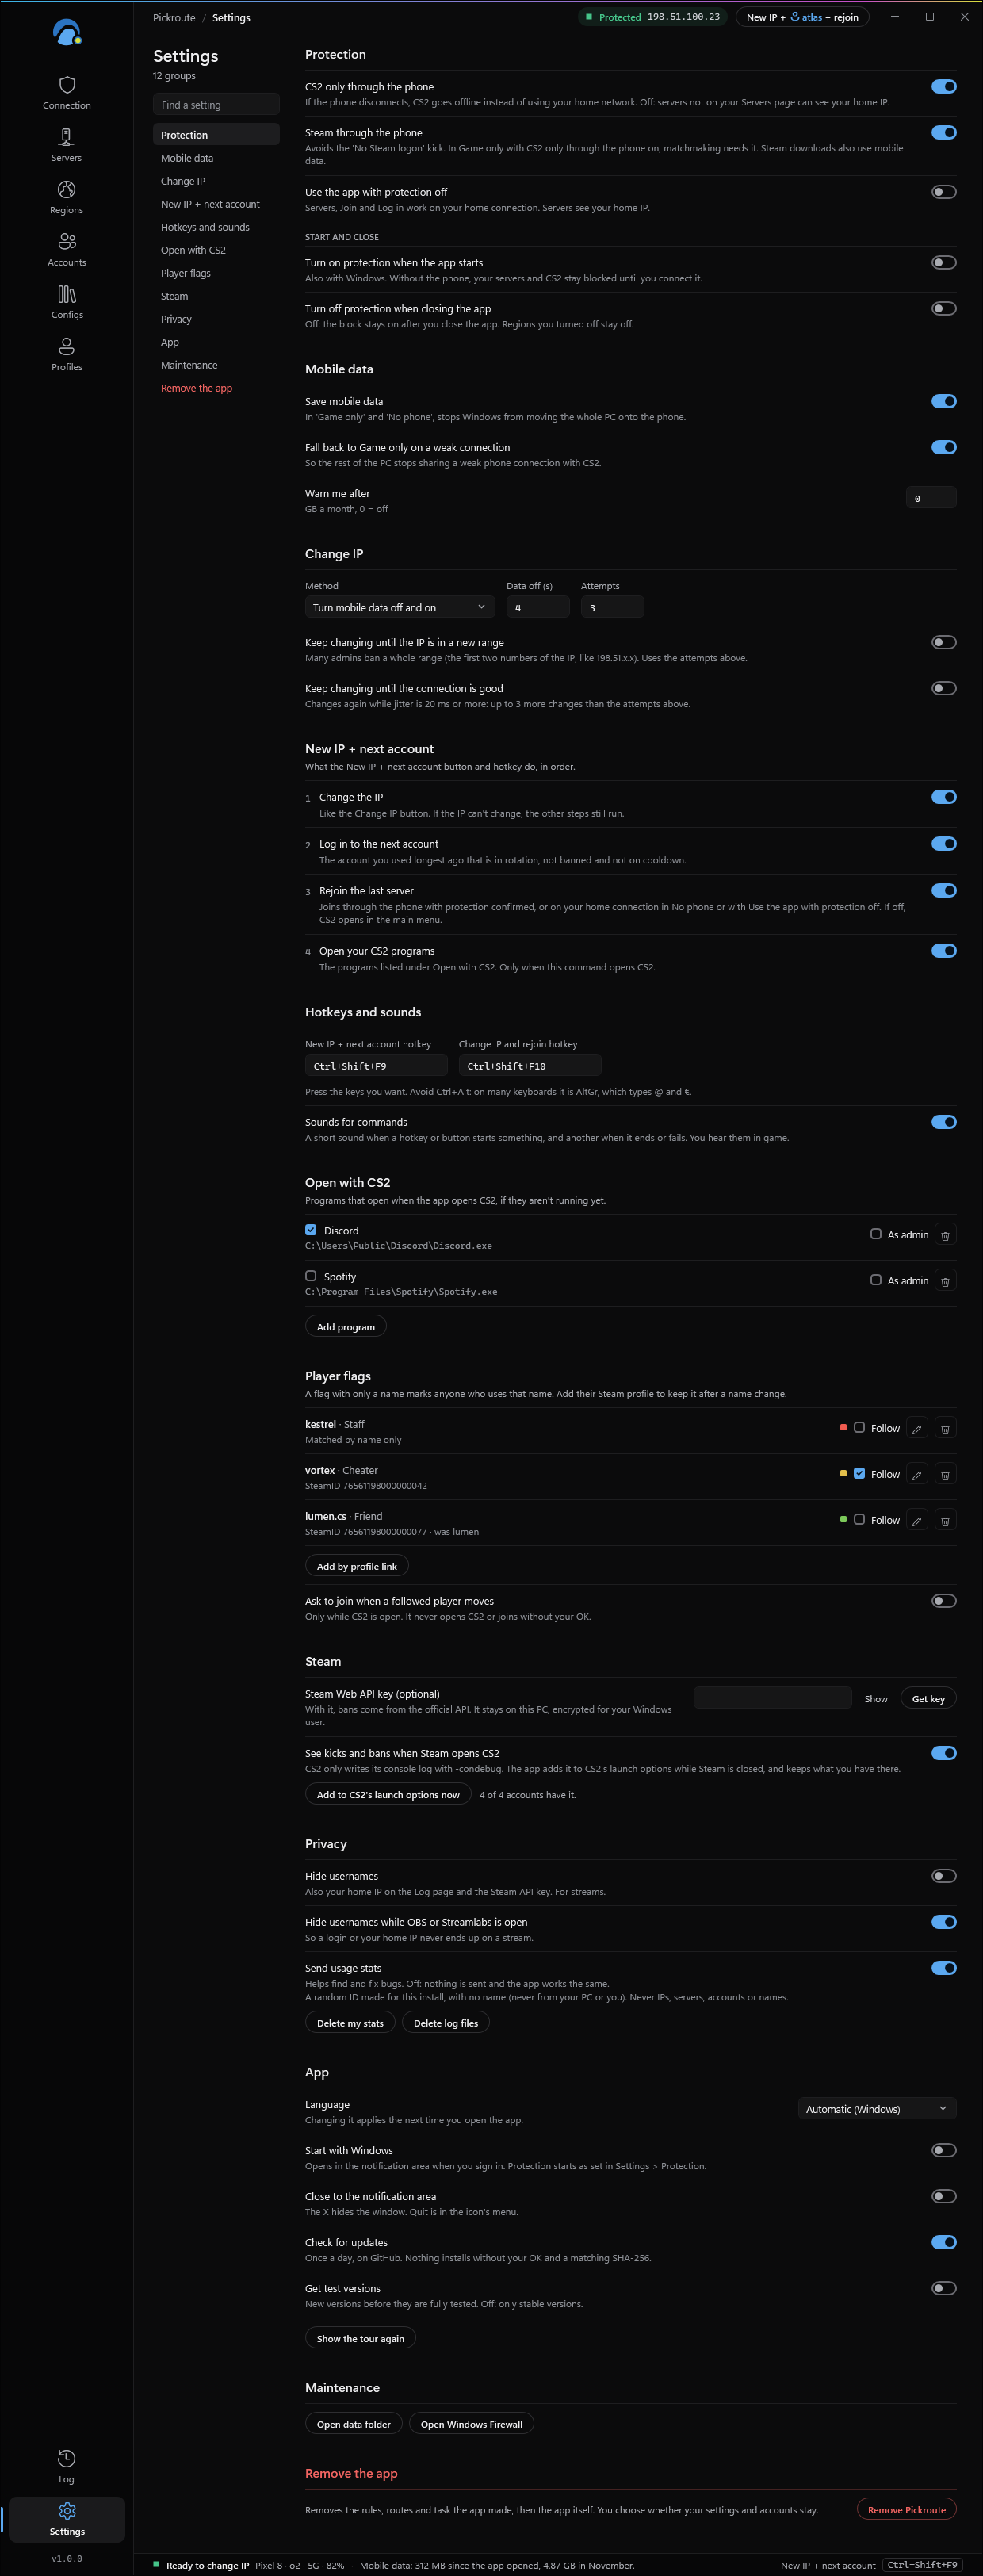 Pickroute / Settings
Protected 198.51.100.23
New IP + atlas + rejoin
Connection
Servers
Regions
Accounts
Configs
Profiles
Log
Settings
v1.0.0
Settings
12 groups
Find a setting
Protection
Mobile data
Change IP
New IP + next account
Hotkeys and sounds
Open with CS2
Player flags
Steam
Privacy
App
Maintenance
Remove the app
Protection
CS2 only through the phone
If the phone disconnects, CS2 goes offline instead of using your home network. Off: servers not on your Servers page can see your home IP.
Steam through the phone
Avoids the 'No Steam logon' kick. In Game only with CS2 only through the phone on, matchmaking needs it. Steam downloads also use mobile
data.
Use the app with protection off
Servers, Join and Log in work on your home connection. Servers see your home IP.
START AND CLOSE
Turn on protection when the app starts
Also with Windows. Without the phone, your servers and CS2 stay blocked until you connect it.
Turn off protection when closing the app
Off: the block stays on after you close the app. Regions you turned off stay off.
Mobile data
Save mobile data
In 'Game only' and 'No phone', stops Windows from moving the whole PC onto the phone.
Fall back to Game only on a weak connection
So the rest of the PC stops sharing a weak phone connection with CS2.
Warn me after
GB a month, 0 = off
0
Change IP
Method
Data off (s)
Attempts
Turn mobile data off and on
4
3
Keep changing until the IP is in a new range
Many admins ban a whole range (the first two numbers of the IP, like 198.51.x.x). Uses the attempts above.
Keep changing until the connection is good
Changes again while jitter is 20 ms or more: up to 3 more changes than the attempts above.
New IP + next account
What the New IP + next account button and hotkey do, in order.
1 Change the IP
Like the Change IP button. If the IP can't change, the other steps still run.
2 Log in to the next account
The account you used longest ago that is in rotation, not banned and not on cooldown.
3 Rejoin the last server
Joins through the phone with protection confirmed, or on your home connection in No phone or with Use the app with protection off. If off,
CS2 opens in the main menu.
4 Open your CS2 programs
The programs listed under Open with CS2. Only when this command opens CS2.
Hotkeys and sounds
New IP + next account hotkey
Change IP and rejoin hotkey
Ctrl+Shift+F9
Ctrl+Shift+F10
Press the keys you want. Avoid Ctrl+Alt: on many keyboards it is AltGr, which types @ and €.
Sounds for commands
A short sound when a hotkey or button starts something, and another when it ends or fails. You hear them in game.
Open with CS2
Programs that open when the app opens CS2, if they aren't running yet.
Discord
C:\Users\Public\Discord\Discord.exe
As admin
Spotify
C:\Program Files\Spotify\Spotify.exe
As admin
Add program
Player flags
A flag with only a name marks anyone who uses that name. Add their Steam profile to keep it after a name change.
kestrel · Staff
Matched by name only
Follow
vortex · Cheater
SteamID 76561198000000042
Follow
lumen.cs · Friend
SteamID 76561198000000077 · was lumen
Follow
Add by profile link
Ask to join when a followed player moves
Only while CS2 is open. It never opens CS2 or joins without your OK.
Steam
Steam Web API key (optional)
With it, bans come from the official API. It stays on this PC, encrypted for your Windows
user.
Show
Get key
See kicks and bans when Steam opens CS2
CS2 only writes its console log with -condebug. The app adds it to CS2's launch options while Steam is closed, and keeps what you have there.
Add to CS2's launch options now
4 of 4 accounts have it.
Privacy
Hide usernames
Also your home IP on the Log page and the Steam API key. For streams.
Hide usernames while OBS or Streamlabs is open
So a login or your home IP never ends up on a stream.
Send usage stats
Helps find and fix bugs. Off: nothing is sent and the app works the same.
A random ID made for this install, with no name (never from your PC or you). Never IPs, servers, accounts or names.
Delete my stats
Delete log files
App
Language
Changing it applies the next time you open the app.
Automatic (Windows)
Start with Windows
Opens in the notification area when you sign in. Protection starts as set in Settings > Protection.
Close to the notification area
The X hides the window. Quit is in the icon's menu.
Check for updates
Once a day, on GitHub. Nothing installs without your OK and a matching SHA-256.
Get test versions
New versions before they are fully tested. Off: only stable versions.
Show the tour again
Maintenance
Open data folder
Open Windows Firewall
Remove the app
Removes the rules, routes and task the app made, then the app itself. You choose whether your settings and accounts stay.
Remove Pickroute
Ready to change IP Pixel 8 · o2 · 5G · 82% · Mobile data: 312 MB since the app opened, 4.87 GB in November.
New IP + next account Ctrl+Shift+F9